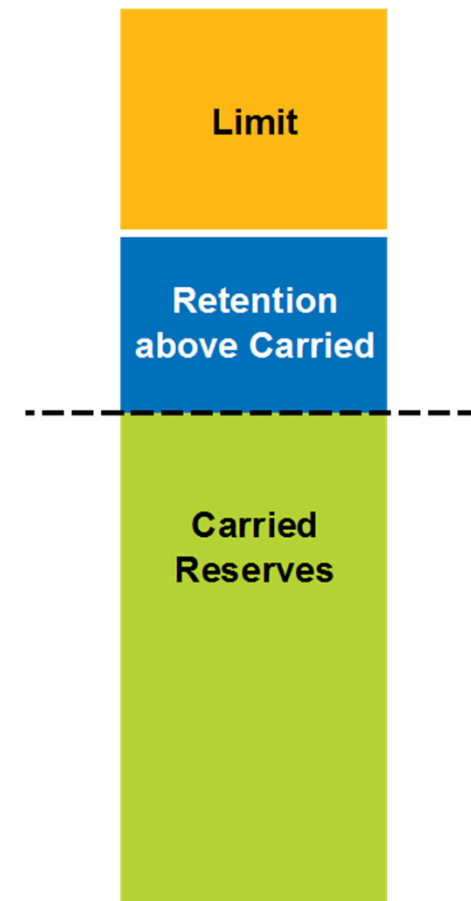 Limit
Retention
above Carried
Carried
Reserves